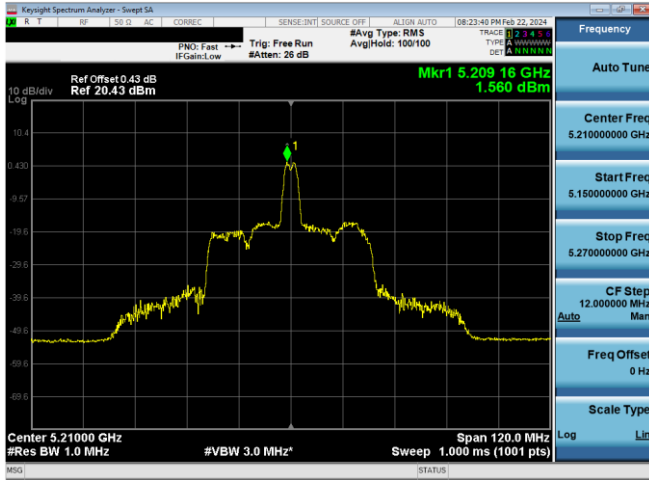 Keysight Spectrum Analyzer - Swept SA
R T RF 50 Ω AC CORREC SENSE:INT SOURCE OFF ALIGN AUTO 08:23:40 PM Feb 22, 2024
PNO: Fast
IFGain:Low
Trig: Free Run
#Atten: 26 dB
#Avg Type: RMS
Avg|Hold: 100/100
TRACE 1 2 3 4 5 6
TYPE A WWWWW
DET A N N N N N
Mkr1 5.209 16 GHz
1.560 dBm
Ref Offset 0.43 dB
10 dB/div Ref 20.43 dBm
Log
1
10.4
0.430
-9.57
-19.6
-29.6
-39.6
-49.6
-59.6
-69.6
Center 5.21000 GHz Span 120.0 MHz
#Res BW 1.0 MHz #VBW 3.0 MHz* Sweep 1.000 ms (1001 pts)
MSG STATUS
Frequency
Auto Tune
Center Freq
5.210000000 GHz
Start Freq
5.150000000 GHz
Stop Freq
5.270000000 GHz
CF Step
12.000000 MHz
Auto Man
Freq Offset
0 Hz
Scale Type
Log Lin